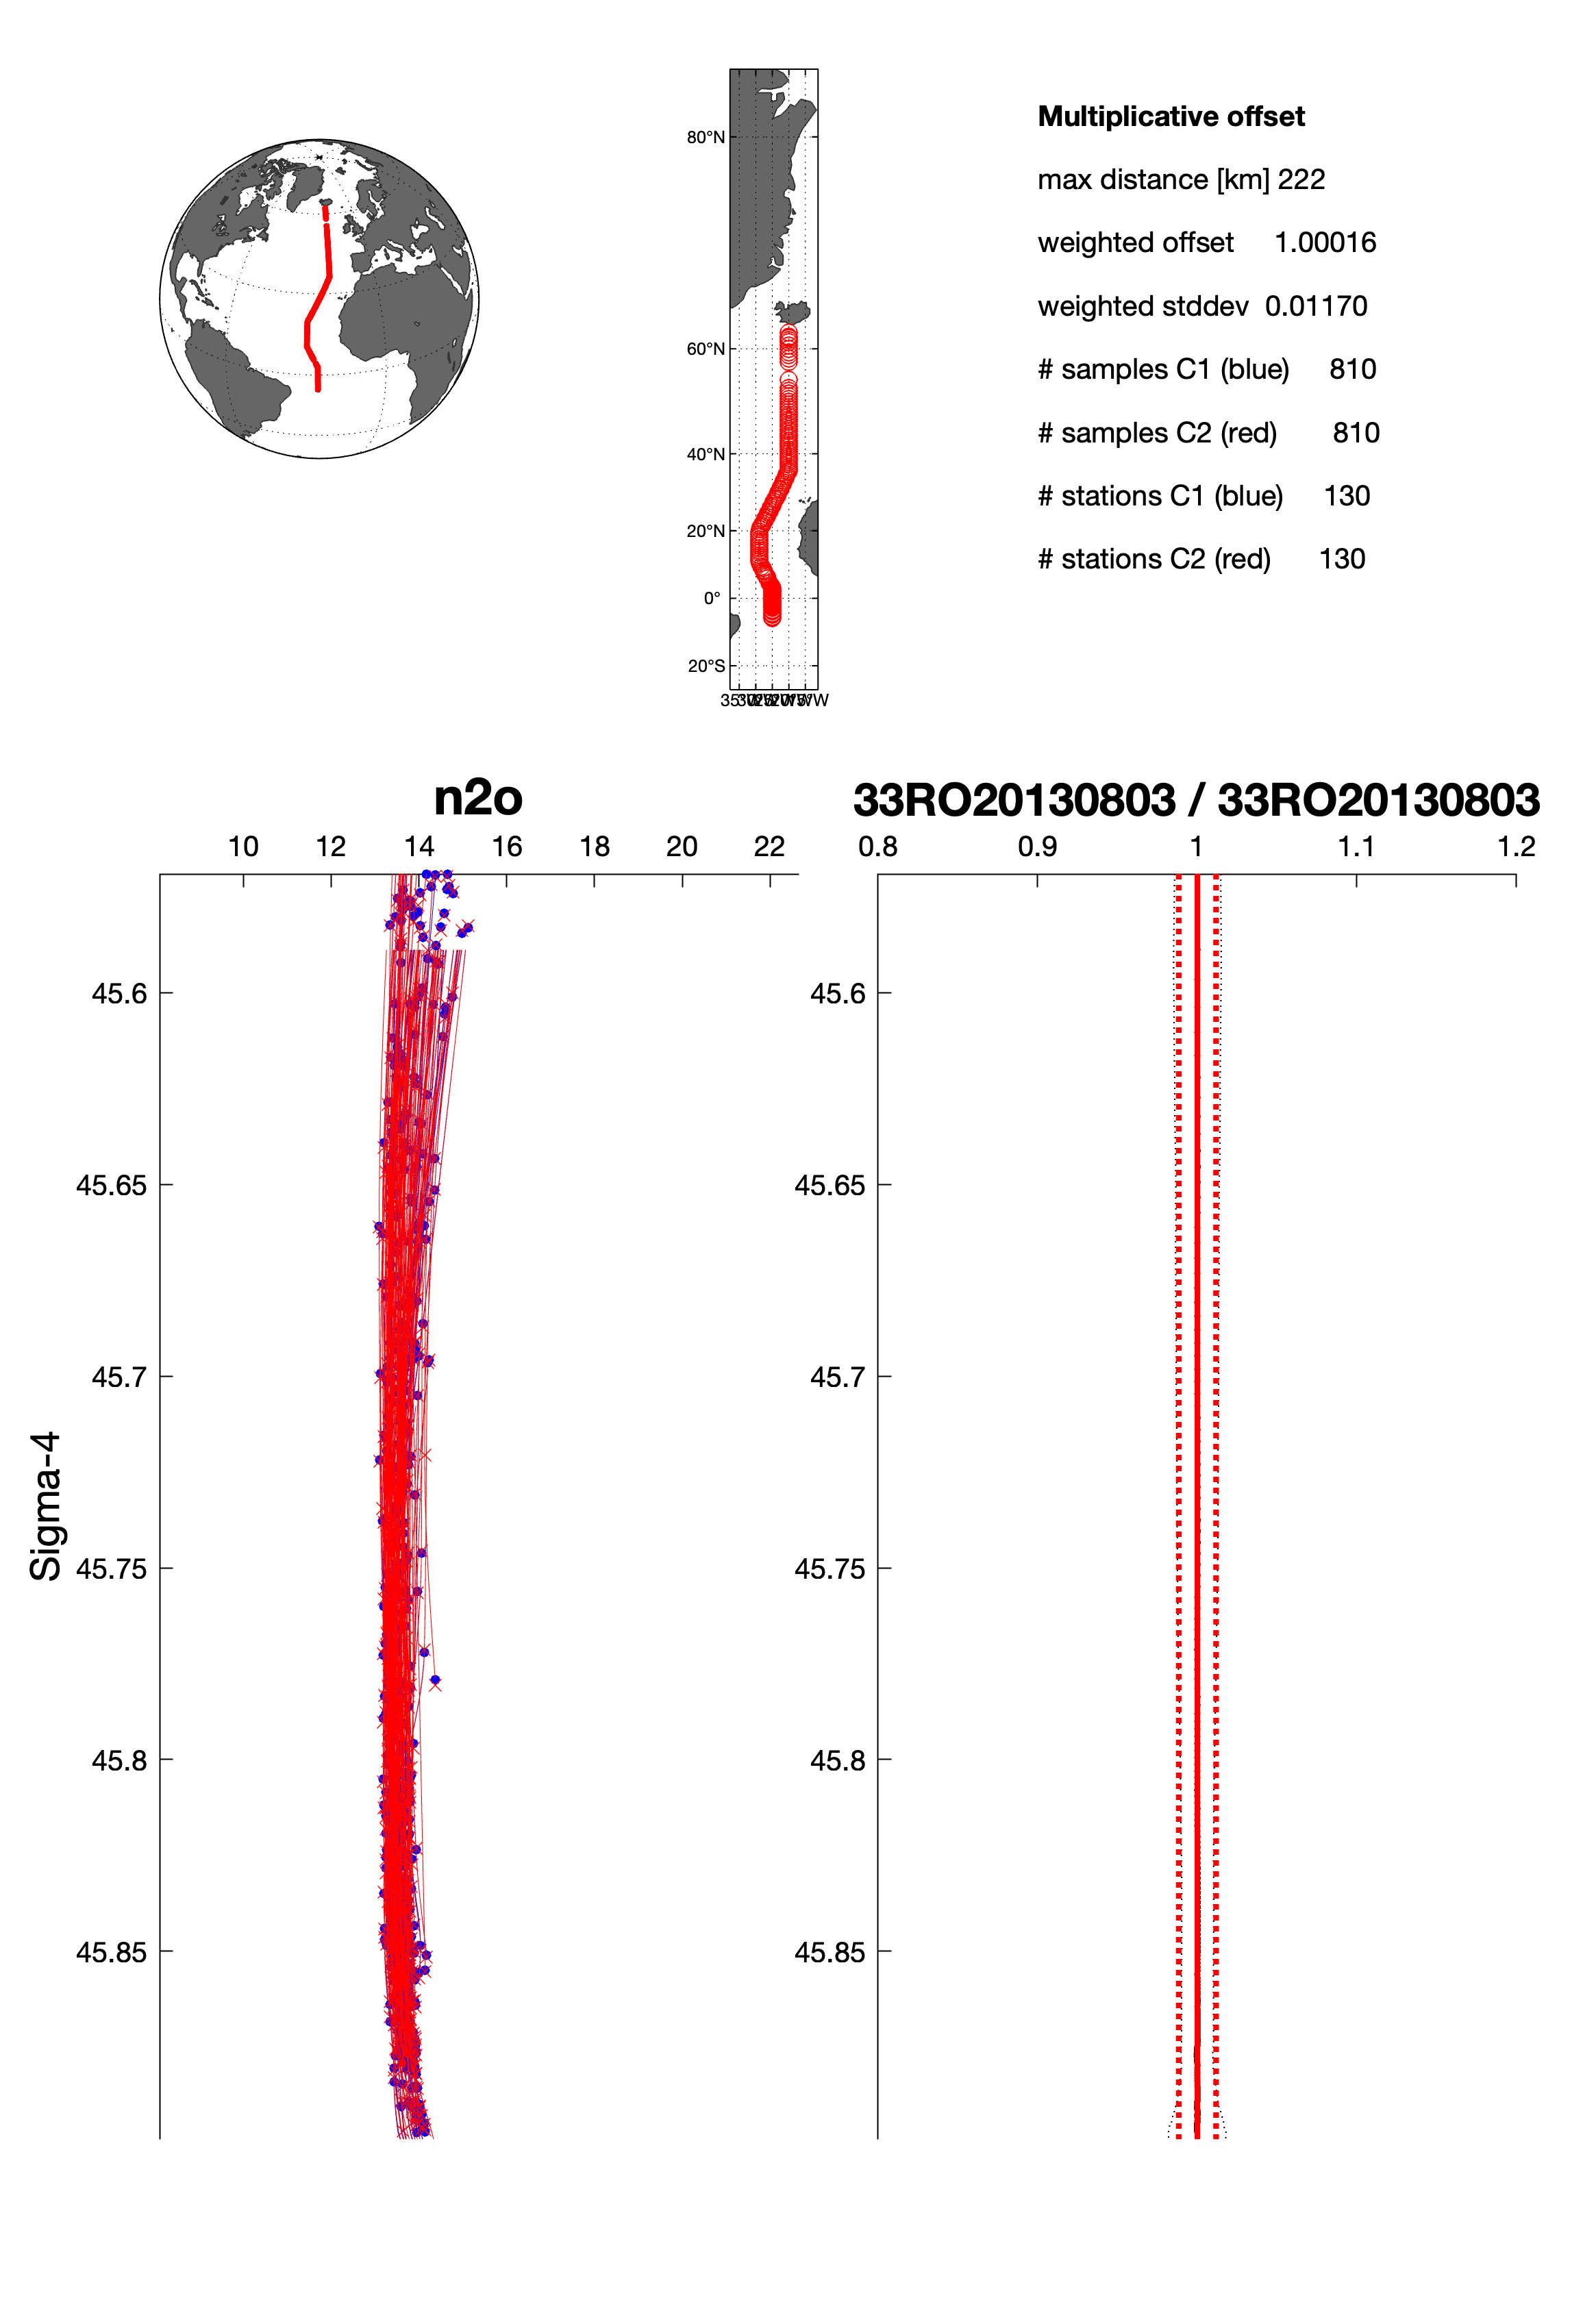 Multiplicative offset
max distance [km] 222
weighted offset 1.00016
weighted stddev 0.01170
# samples C1 (blue) 810
# samples C2 (red) 810
# stations C1 (blue) 130
# stations C2 (red) 130
80°N
60°N
40°N
20°N
0°
20°S
n2o
10 12 14 16 18 20 22
45.6
45.65
45.7
45.75
45.8
45.85
Sigma-4
33RO20130803 / 33RO20130803
0.8 0.9 1 1.1 1.2
45.6
45.65
45.7
45.75
45.8
45.85